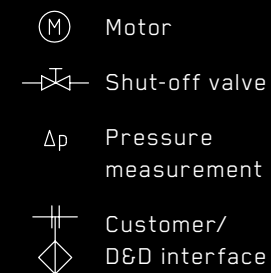 M Motor
Shut-off valve
Δp Pressure
measurement
Customer/
D&D interface